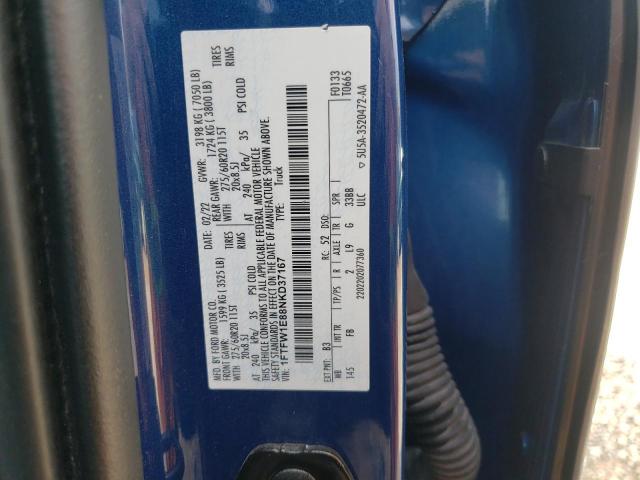 MFD. BY FORD MOTOR CO.
DATE: 02/22 GVWR: 3198 KG ( 7050 LB)
FRONT GAWR: 1599 KG ( 3525 LB) REAR GAWR: 1724 KG ( 3800 LB)
WITH 275/60R20 115T TIRES WITH 275/60R20 115T TIRES
20x8.5J RIMS 20x8.5J RIMS
AT 240 kPa/ 35 PSI COLD AT 240 kPa/ 35 PSI COLD
THIS VEHICLE CONFORMS TO ALL APPLICABLE FEDERAL MOTOR VEHICLE
SAFETY STANDARDS IN EFFECT ON THE DATE OF MANUFACTURE SHOWN ABOVE.
VIN: 1FTFW1E88NKD37167 TYPE: Truck
F0133
T0665
EXT PNT: B3 RC: 52 DSO:
WB INT TR TP/PS R AXLE TR SPR
145 FB 2 L9 G 33BB
2202202077360 ULC
▽ 5U5A-3520472-AA